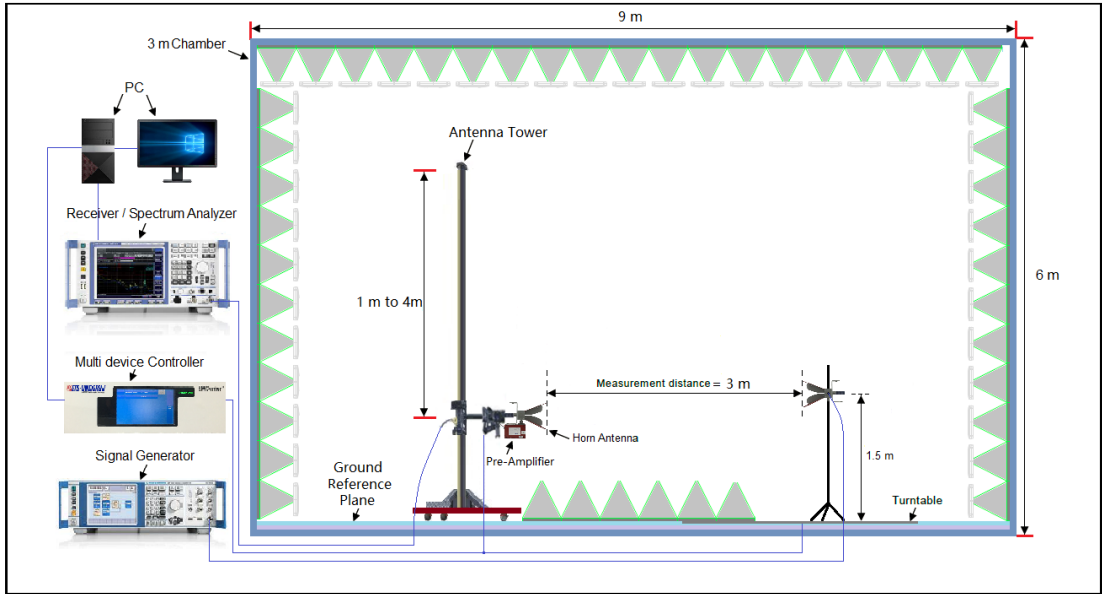 9 m
3 m Chamber
PC
Antenna Tower
Receiver / Spectrum Analyzer
6 m
1 m to 4m
Multi device Controller
Measurement distance = 3 m
Horn Antenna
Pre-Amplifier
1.5 m
Signal Generator
Ground
Reference
Plane
Turntable